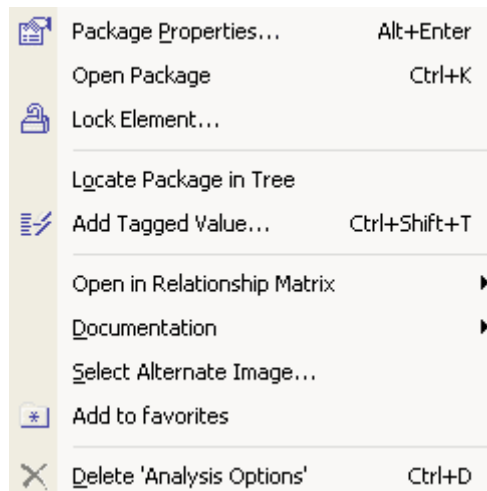 Package Properties... Alt+Enter
Open Package Ctrl+K
Lock Element...
Locate Package in Tree
Add Tagged Value... Ctrl+Shift+T
Open in Relationship Matrix
Documentation
Select Alternate Image...
Add to favorites
Delete 'Analysis Options' Ctrl+D